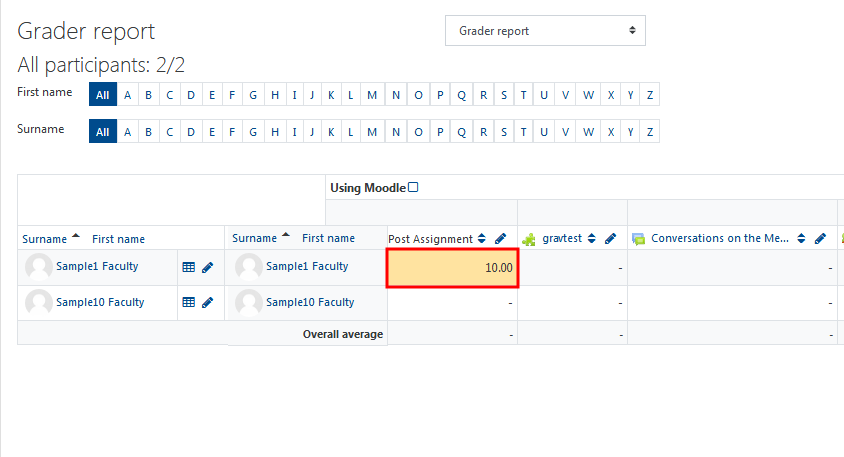 Grader report
Grader report
All participants: 2/2
First name All A B C D E F G H I J K L M N O P Q R S T U V W X Y Z
Surname All A B C D E F G H I J K L M N O P Q R S T U V W X Y Z
Using Moodle
Surname First name Surname First name Post Assignment gravtest Conversations on the Me...
Sample1 Faculty Sample1 Faculty 10.00 - -
Sample10 Faculty Sample10 Faculty - - -
Overall average - - -